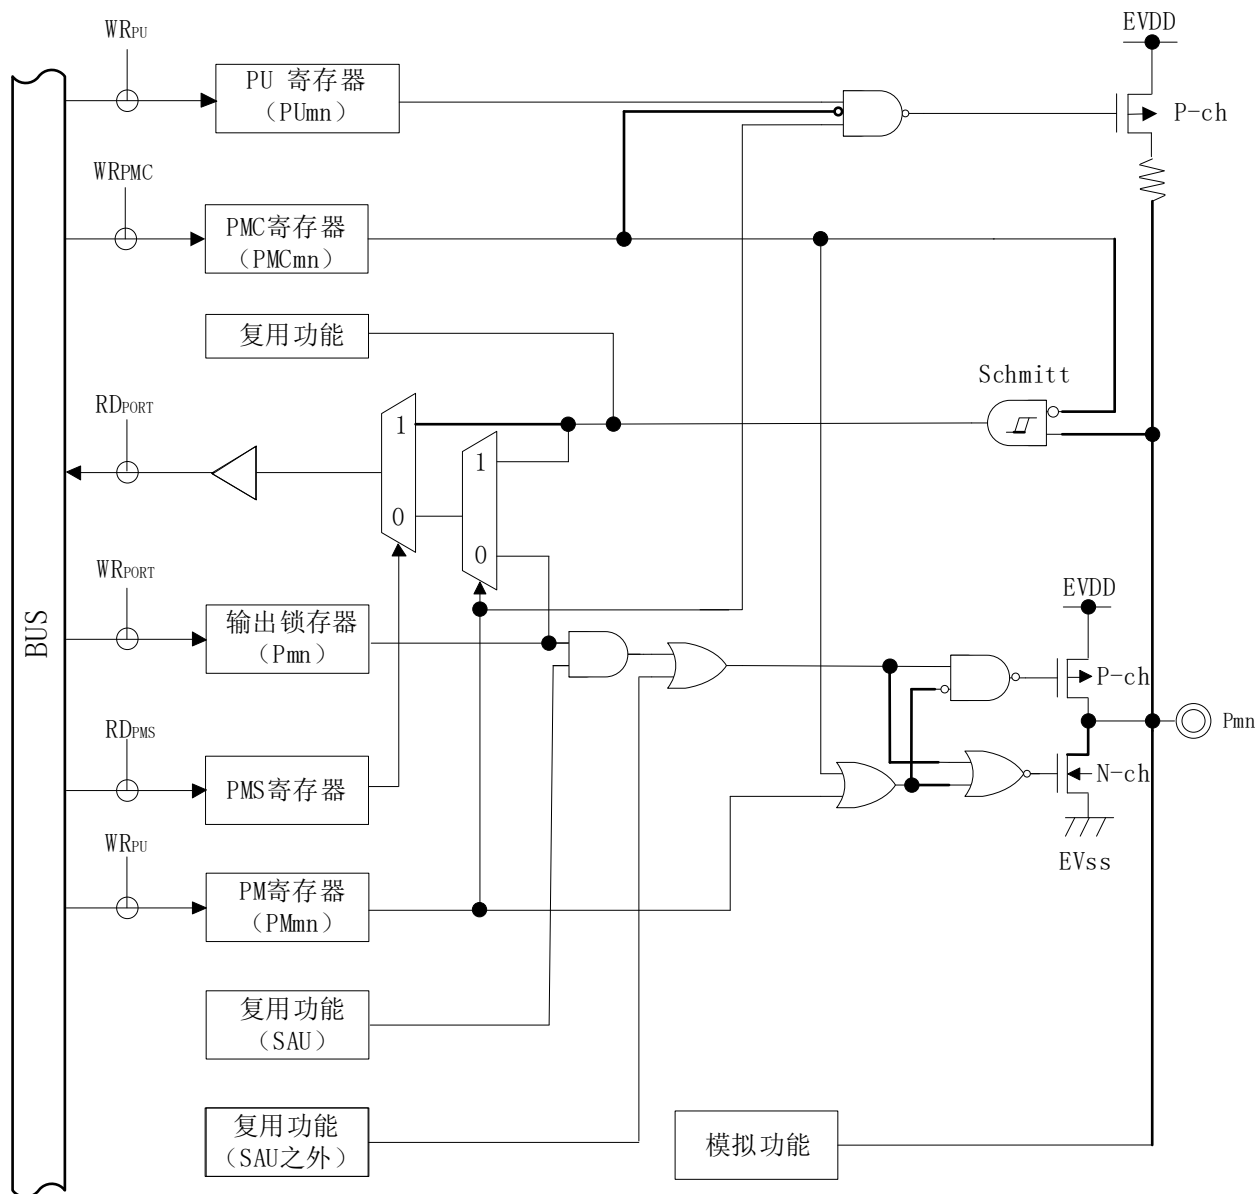 WRPU
EVDD
PU 寄存器
(PUmn)
P-ch
WRPMC
PMC寄存器
(PMCmn)
复用功能
Schmitt
RDPORT
1
1
0
0
WRPORT
EVDD
BUS
输出锁存器
(Pmn)
P-ch
Pmn
RDPMS
PMS寄存器
N-ch
WRPU
EVss
PM寄存器
(PMmn)
复用功能
(SAU)
复用功能
(SAU之外)
模拟功能